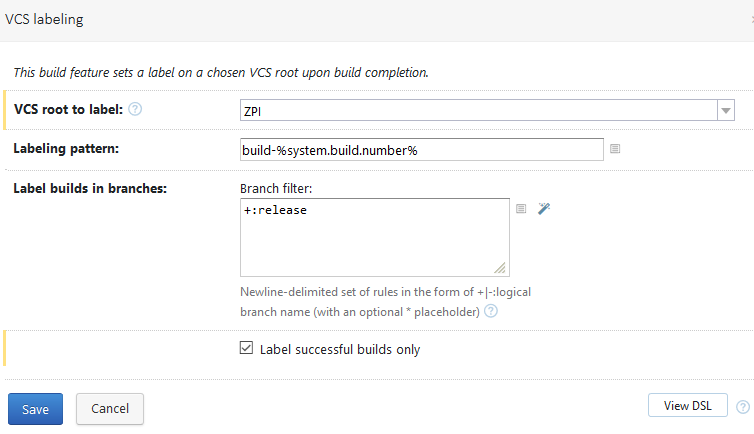 VCS labeling
This build feature sets a label on a chosen VCS root upon build completion.
VCS root to label: ?
ZPI
Labeling pattern:
build-%system.build.number%
Label builds in branches:
Branch filter:
+:release
Newline-delimited set of rules in the form of +|-:logical
branch name (with an optional * placeholder) ?
Label successful builds only
Save
Cancel
View DSL
?